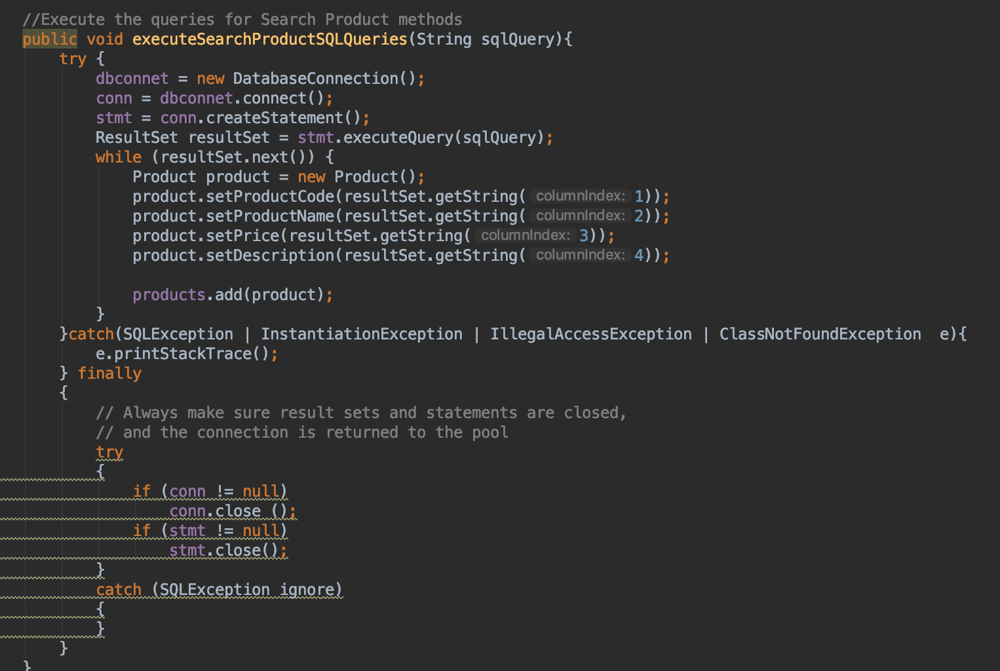 //Execute the queries for Search Product methods
public void executeSearchProductSQLQueries(String sqlQuery){
try {
dbconnet = new DatabaseConnection();
conn = dbconnet.connect();
stmt = conn.createStatement();
ResultSet resultSet = stmt.executeQuery(sqlQuery);
while (resultSet.next()) {
Product product = new Product();
product.setProductCode(resultSet.getString( columnIndex: 1));
product.setProductName(resultSet.getString( columnIndex: 2));
product.setPrice(resultSet.getString( columnIndex: 3));
product.setDescription(resultSet.getString( columnIndex: 4));
products.add(product);
}
}catch(SQLException | InstantiationException | IllegalAccessException | ClassNotFoundException  e){
e.printStackTrace();
} finally
{
// Always make sure result sets and statements are closed,
// and the connection is returned to the pool
try
{
if (conn != null)
conn.close ();
if (stmt != null)
stmt.close();
}
catch (SQLException ignore)
{
}
}
}